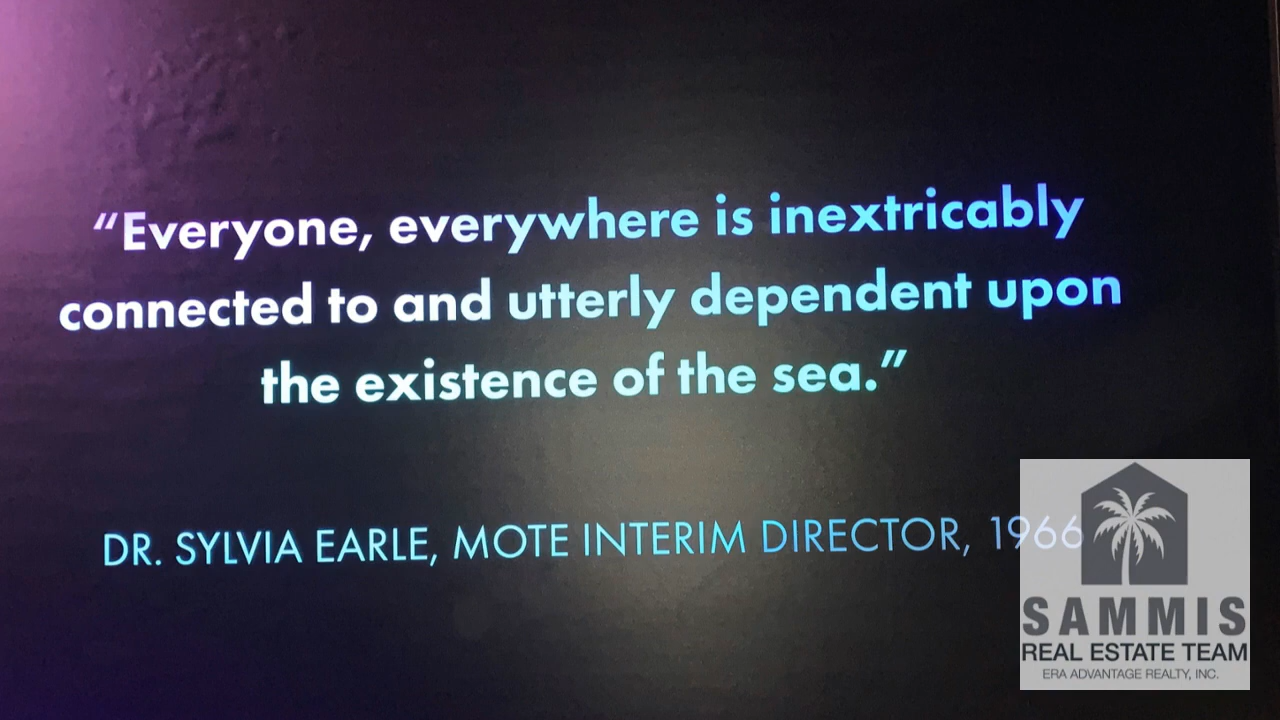 “Everyone, everywhere is inextricably
connected to and utterly dependent upon
the existence of the sea.”
DR. SYLVIA EARLE, MOTE INTERIM DIRECTOR, 1966
SAMMIS
REAL ESTATE TEAM
ERA ADVANTAGE REALTY, INC.